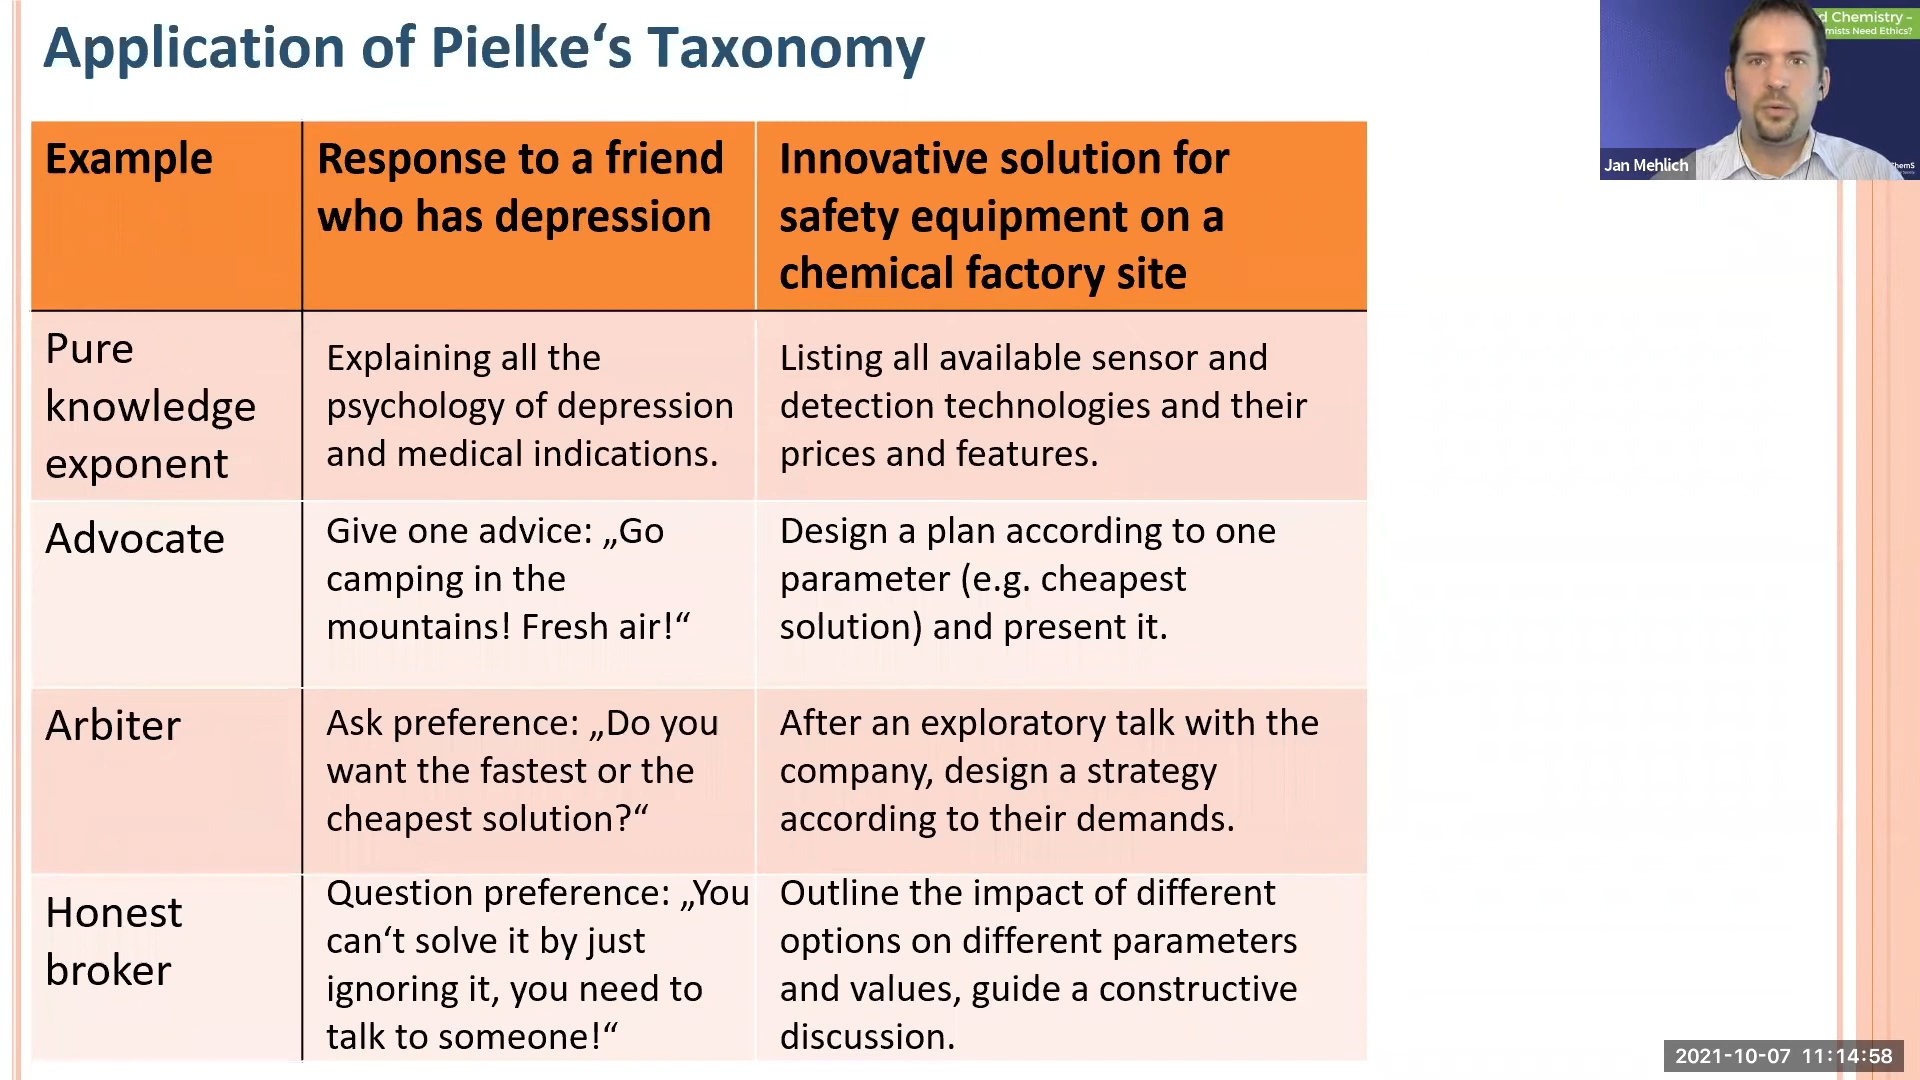 Application of Pielke‘s Taxonomy
d Chemistry –
mists Need Ethics?
Jan Mehlich
Example
Response to a friend
who has depression
Innovative solution for
safety equipment on a
chemical factory site
Pure
knowledge
exponent
Explaining all the
psychology of depression
and medical indications.
Listing all available sensor and
detection technologies and their
prices and features.
Advocate
Give one advice: „Go
camping in the
mountains! Fresh air!“
Design a plan according to one
parameter (e.g. cheapest
solution) and present it.
Arbiter
Ask preference: „Do you
want the fastest or the
cheapest solution?“
After an exploratory talk with the
company, design a strategy
according to their demands.
Honest
broker
Question preference: „You
can‘t solve it by just
ignoring it, you need to
talk to someone!“
Outline the impact of different
options on different parameters
and values, guide a constructive
discussion.
2021-10-07 11:14:58